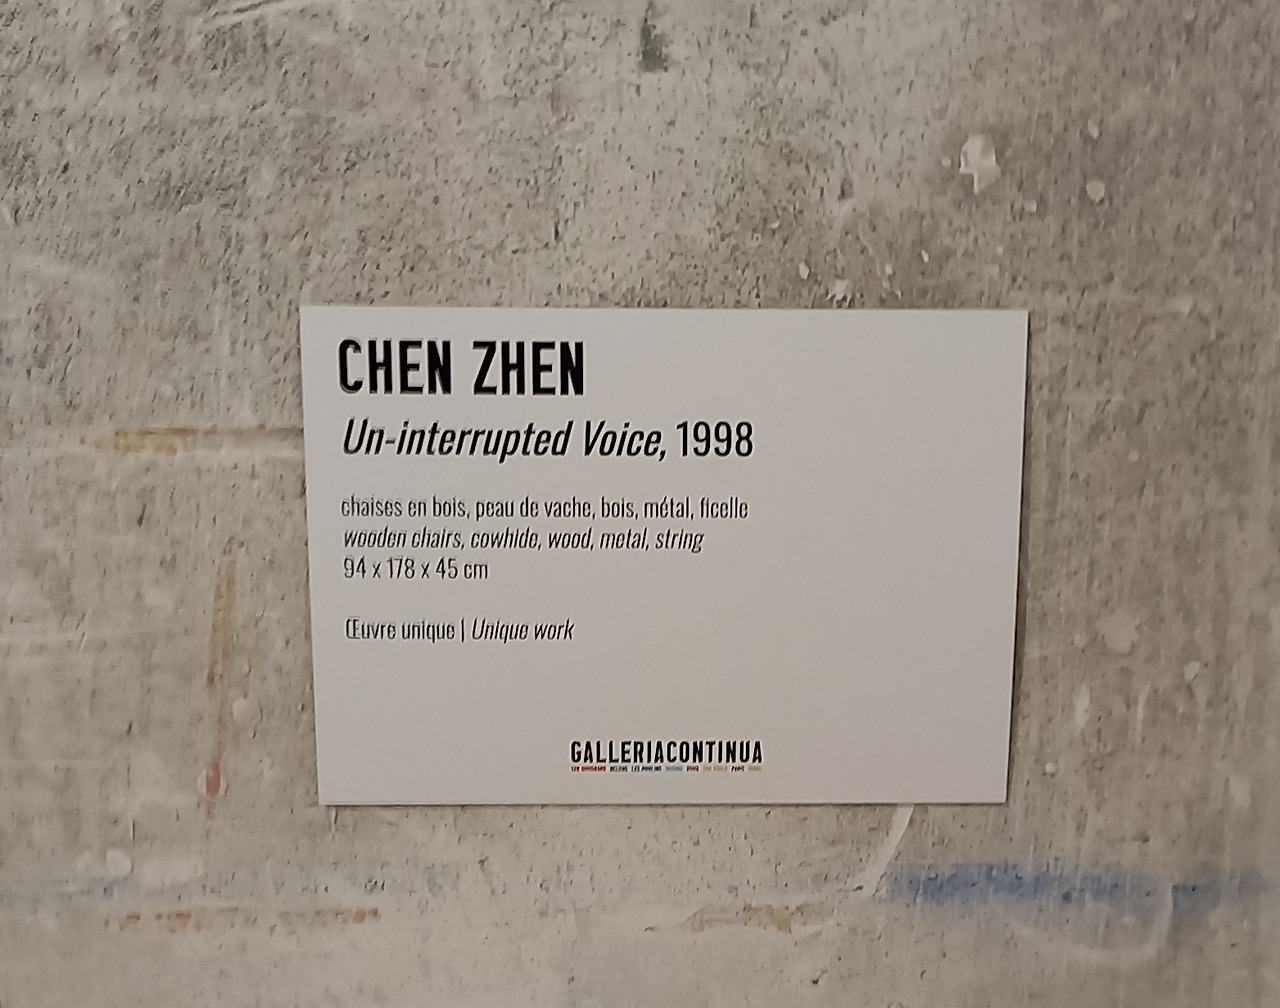 CHEN ZHEN
Un-interrupted Voice, 1998
chaises en bois, peau de vache, bois, métal, ficelle
wooden chairs, cowhide, wood, metal, string
94 x 178 x 45 cm
Œuvre unique | Unique work
GALLERIACONTINUA